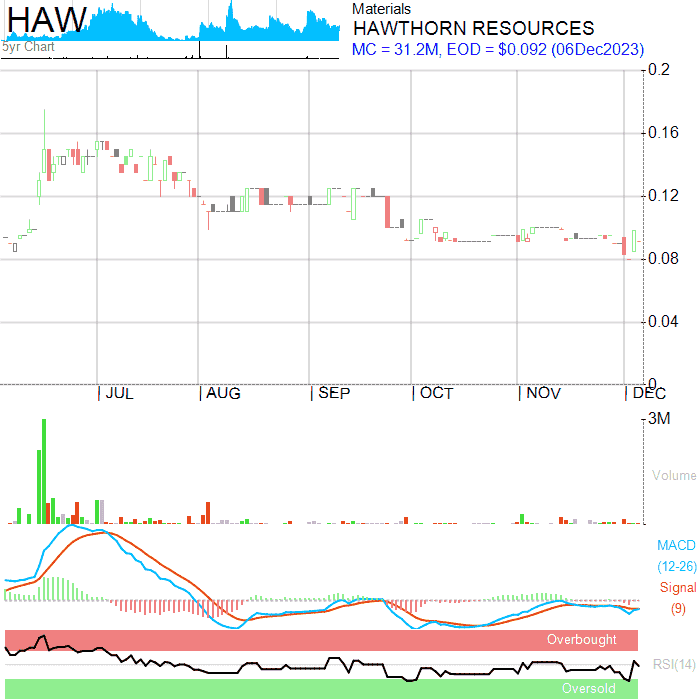 HAW
5yr Chart
Materials
HAWTHORN RESOURCES
MC = 31.2M, EOD = $0.092 (06Dec2023)
0.2
0.16
0.12
0.08
0.04
0
JUL AUG SEP OCT NOV DEC
3M
Volume
MACD
(12-26)
Signal
(9)
Overbought
RSI(14)
Oversold